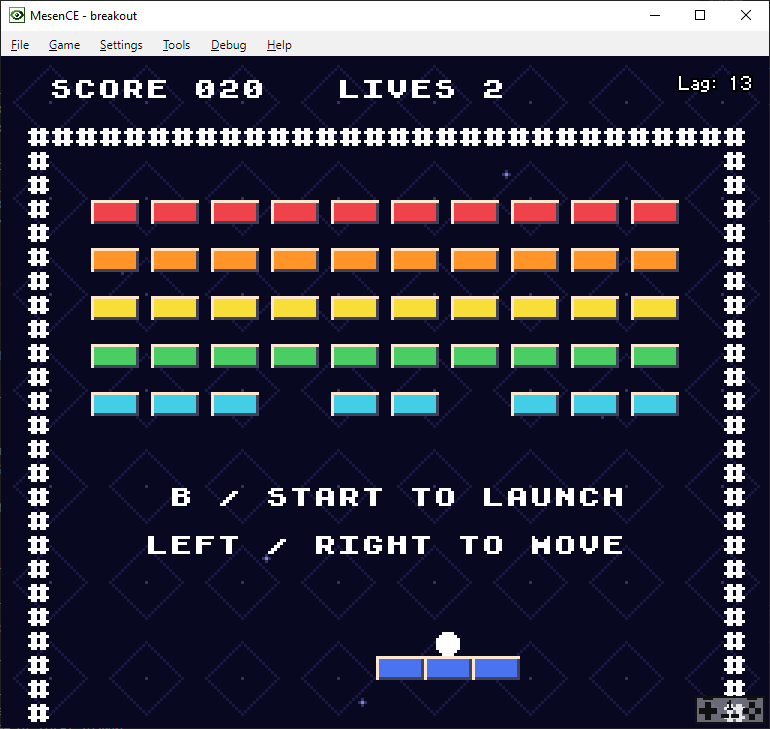 MesenCE - breakout
File Game Settings Tools Debug Help
SCORE 020 LIVES 2 Lag: 13
B / START TO LAUNCH
LEFT / RIGHT TO MOVE